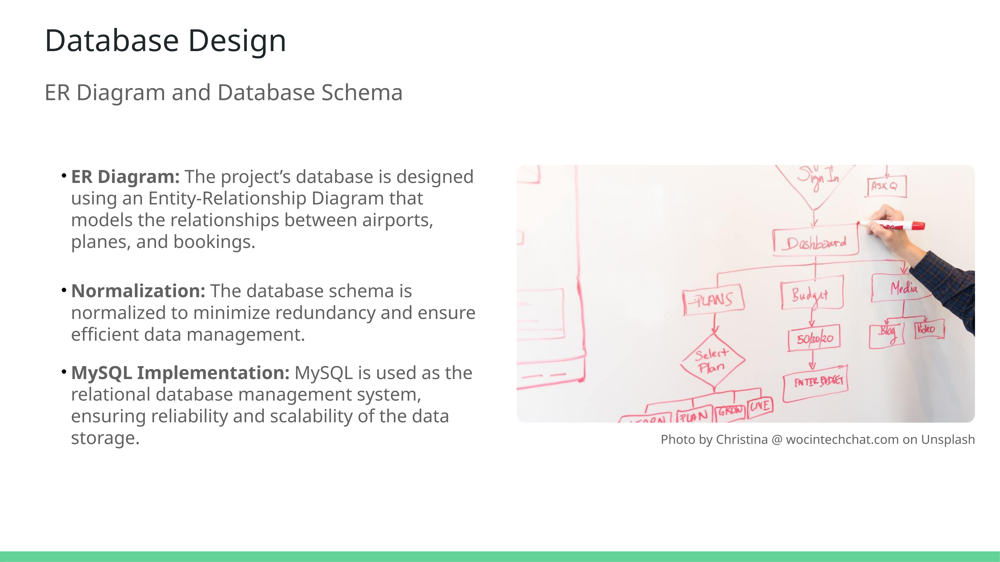 Database Design
ER Diagram and Database Schema
• ER Diagram: The project’s database is designed
using an Entity-Relationship Diagram that
models the relationships between airports,
planes, and bookings.
• Normalization: The database schema is
normalized to minimize redundancy and ensure
efficient data management.
• MySQL Implementation: MySQL is used as the
relational database management system,
ensuring reliability and scalability of the data
storage.
Sign In
ASK Q
EXPO
Dashboard
PLANS
Budget
Media
Blog
Video
50/30/20
Select
Plan
ENTER BUDGET
LEARN
PLAN
GROW
LIVE
Photo by Christina @ wocintechchat.com on Unsplash